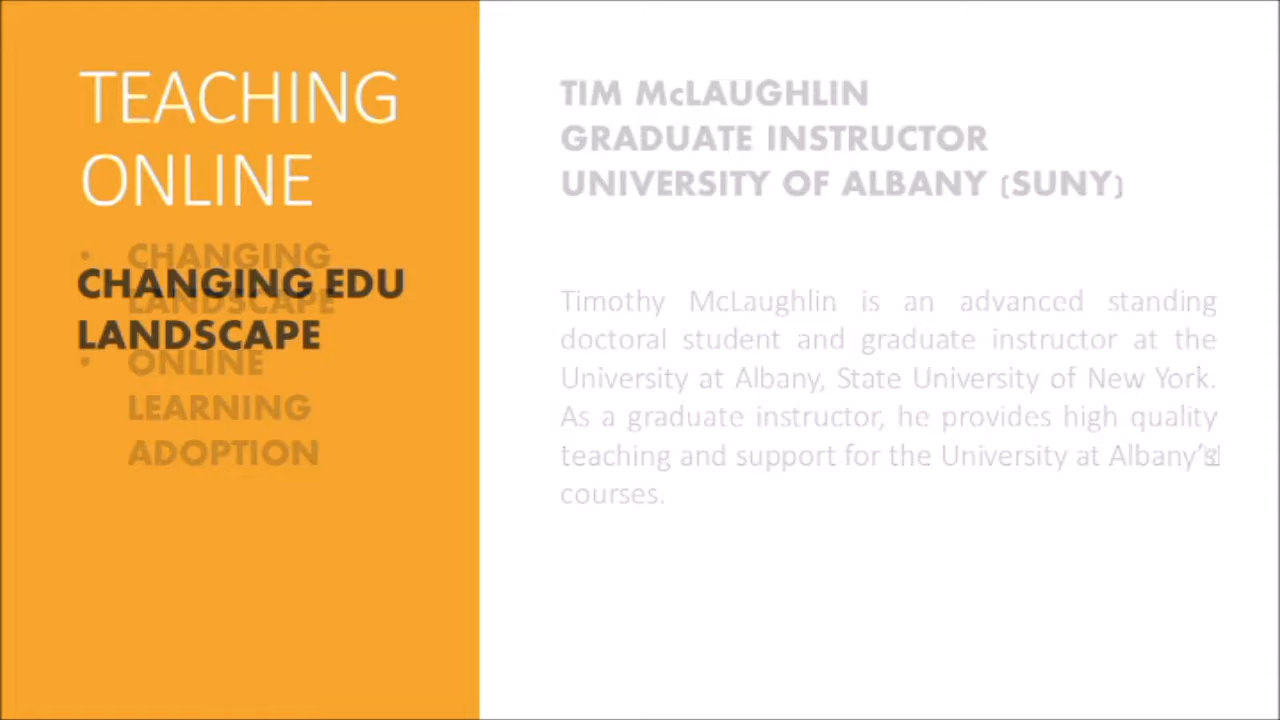 TEACHING
ONLINE
CHANGING EDU
LANDSCAPE
• CHANGING
LANDSCAPE
• ONLINE
LEARNING
ADOPTION
TIM McLAUGHLIN
GRADUATE INSTRUCTOR
UNIVERSITY OF ALBANY (SUNY)
Timothy McLaughlin is an advanced standing
doctoral student and graduate instructor at the
University at Albany, State University of New York.
As a graduate instructor, he provides high quality
teaching and support for the University at Albany’s
courses.